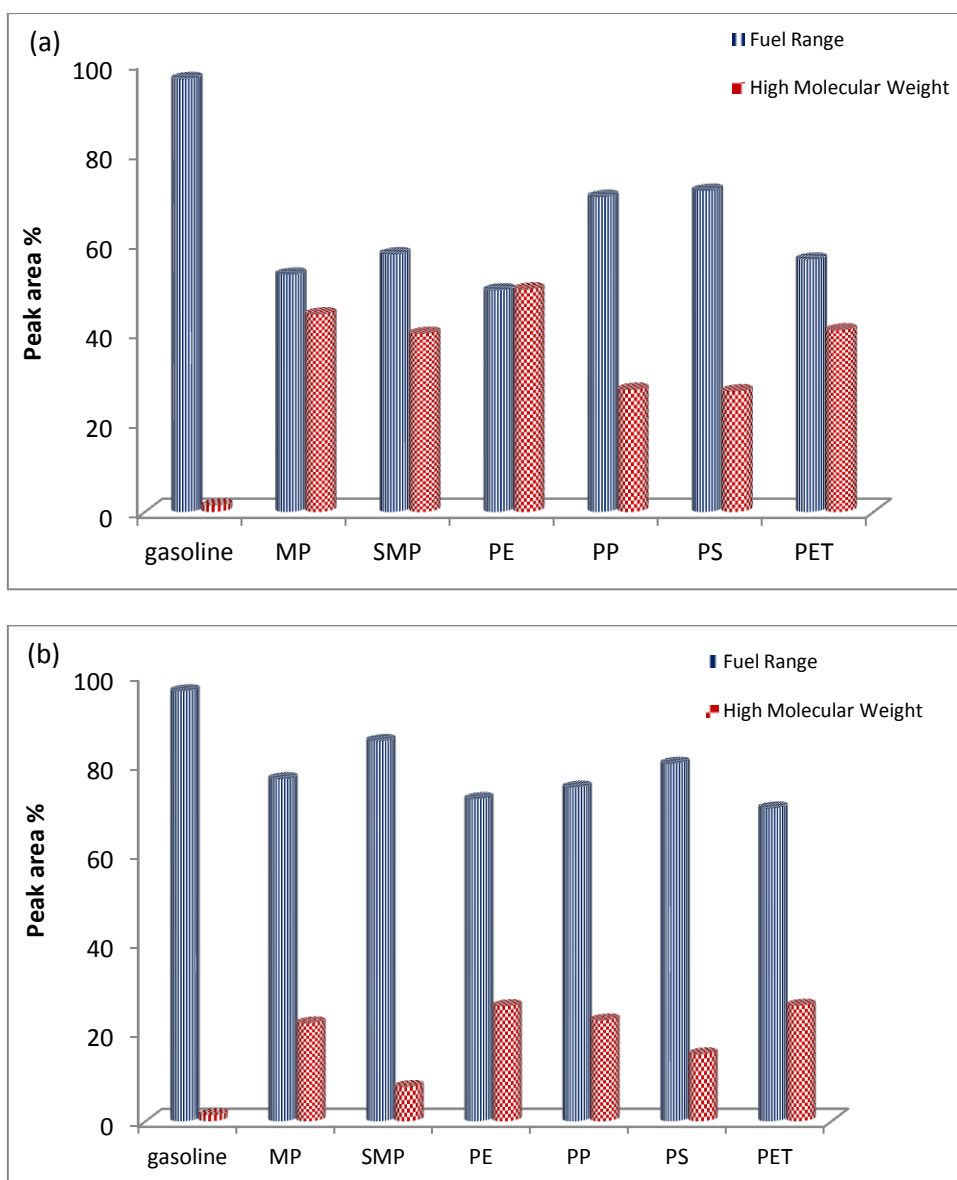 (a)
Fuel Range
High Molecular Weight
100
80
60
40
20
0
Peak area %
gasoline MP SMP PE PP PS PET
(b)
Fuel Range
High Molecular Weight
100
80
60
40
20
0
Peak area %
gasoline MP SMP PE PP PS PET